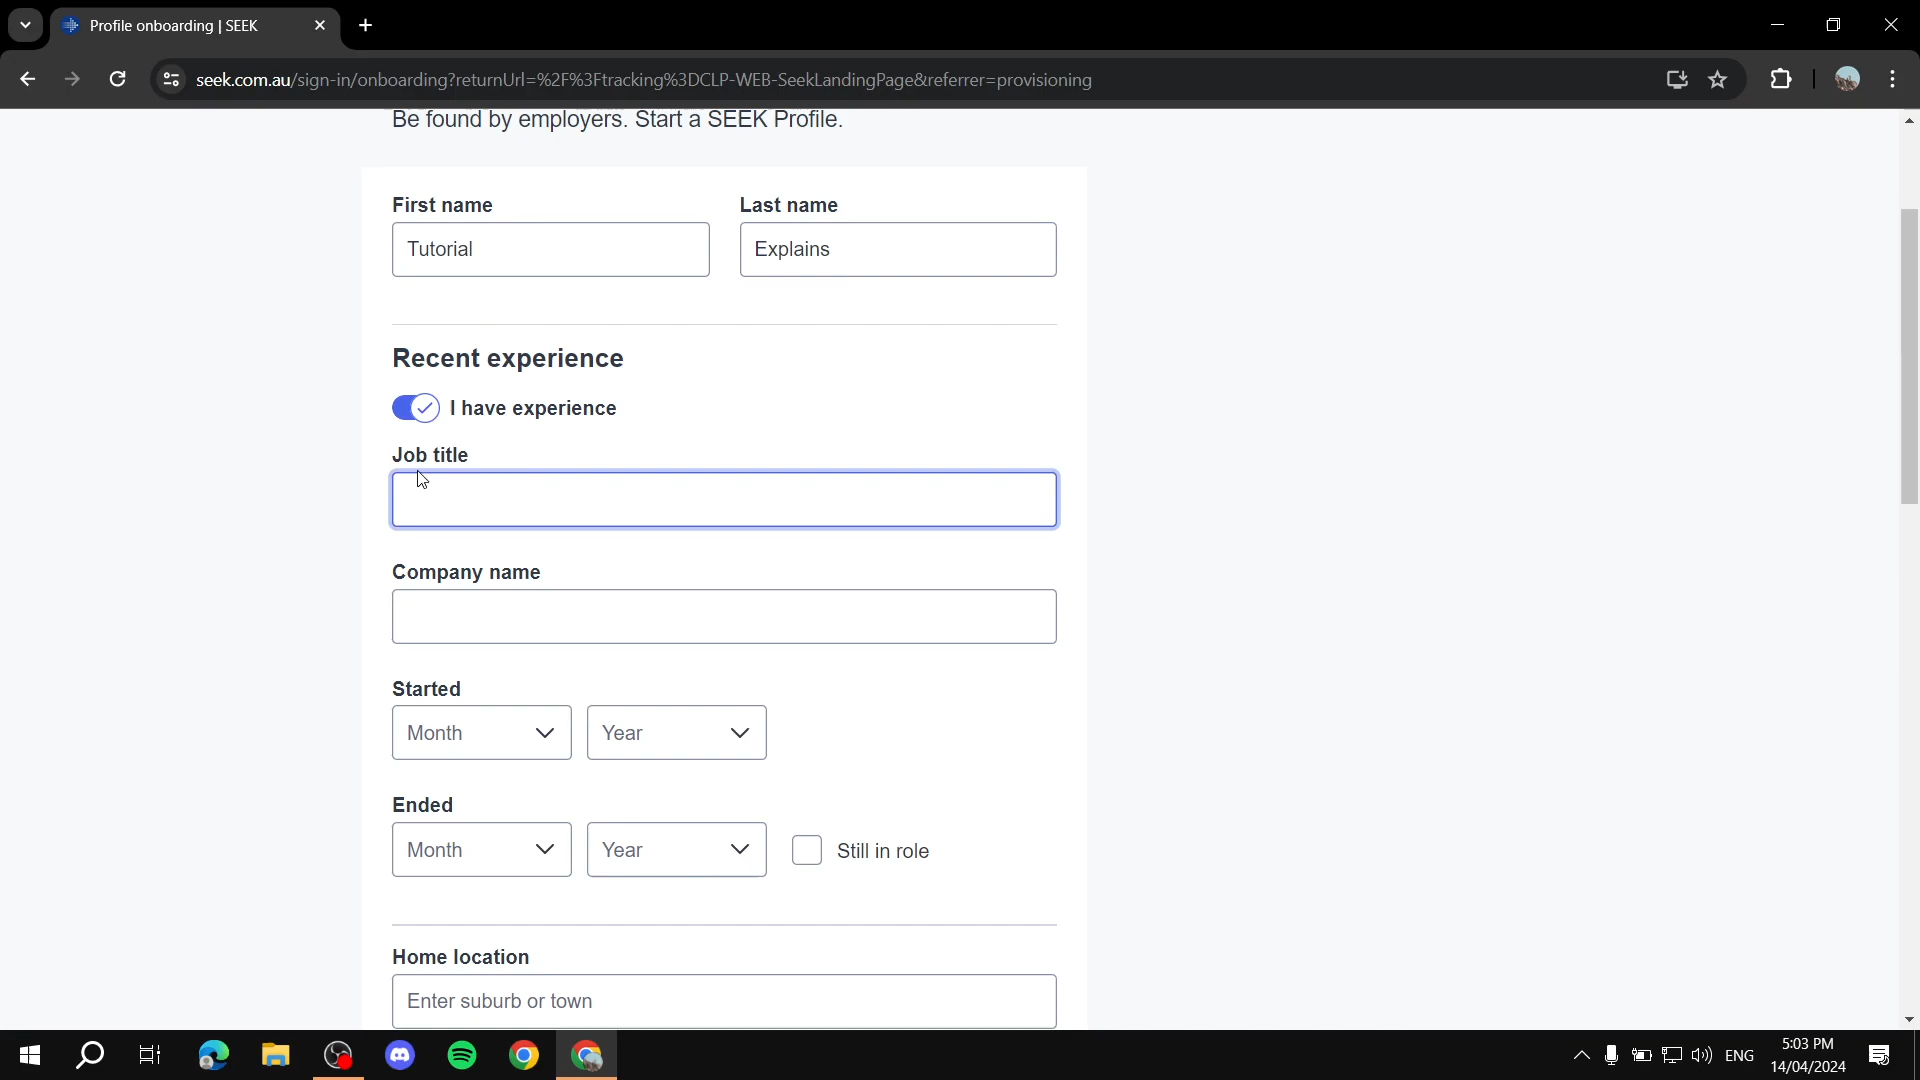 Profile onboarding | SEEK
seek.com.au/sign-in/onboarding?returnUrl=%2F%3Ftracking%3DCLP-WEB-SeekLandingPage&referrer=provisioning
Be found by employers. Start a SEEK Profile.
First name Last name
Tutorial Explains
Recent experience
I have experience
Job title
Company name
Started
Month Year
Ended
Month Year Still in role
Home location
Enter suburb or town
ENG
5:03 PM
14/04/2024